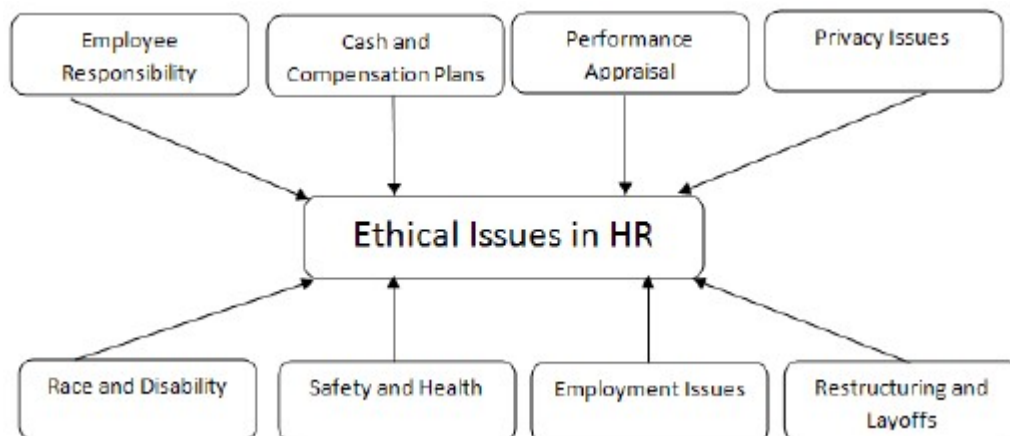 Employee
Responsibility
Cash and
Compensation Plans
Performance
Appraisal
Privacy Issues
Ethical Issues in HR
Race and Disability
Safety and Health
Employment Issues
Restructuring and
Layoffs